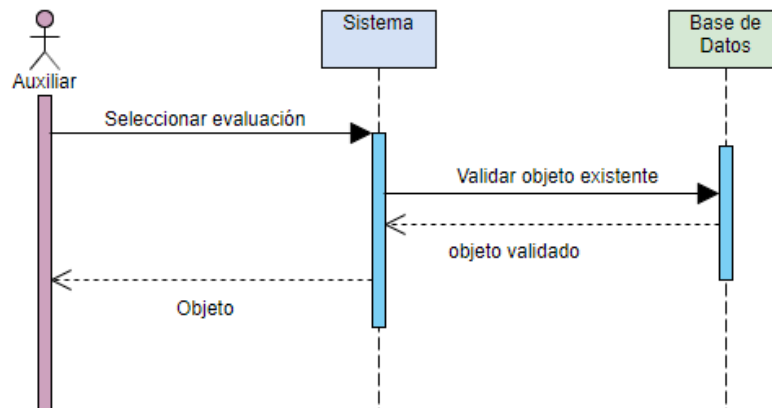 Sistema
Base de
Datos
Auxiliar
Seleccionar evaluación
Validar objeto existente
objeto validado
Objeto